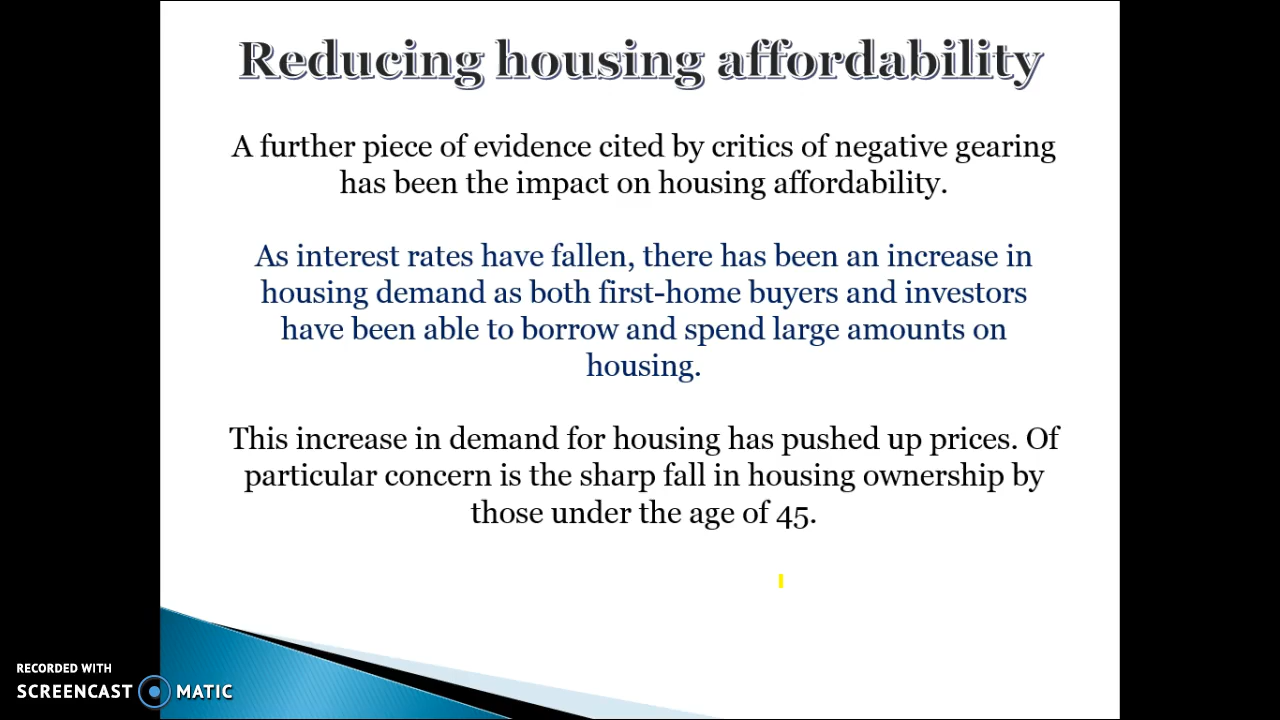 Reducing housing affordability
A further piece of evidence cited by critics of negative gearing
has been the impact on housing affordability.
As interest rates have fallen, there has been an increase in
housing demand as both first-home buyers and investors
have been able to borrow and spend large amounts on
housing.
This increase in demand for housing has pushed up prices. Of
particular concern is the sharp fall in housing ownership by
those under the age of 45.
RECORDED WITH
SCREENCAST MATIC